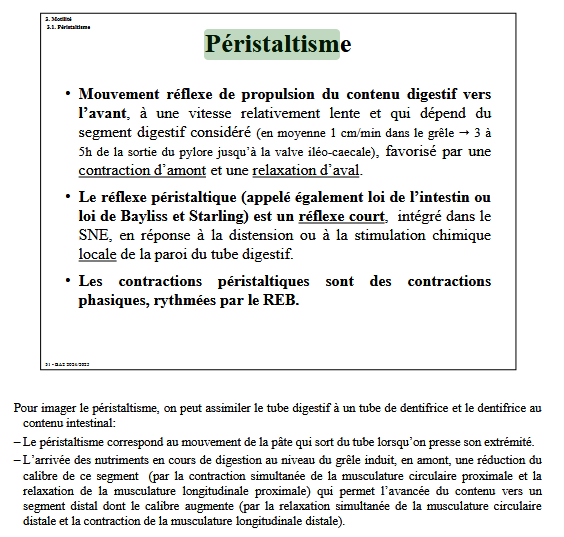 3. Motilité
3.1. Péristaltisme
Péristaltisme
• Mouvement réflexe de propulsion du contenu digestif vers
l’avant, à une vitesse relativement lente et qui dépend du
segment digestif considéré (en moyenne 1 cm/min dans le grêle → 3 à
5h de la sortie du pylore jusqu’à la valve iléo-caecale), favorisé par une
contraction d’amont et une relaxation d’aval.
• Le réflexe péristaltique (appelé également loi de l’intestin ou
loi de Bayliss et Starling) est un réflexe court, intégré dans le
SNE, en réponse à la distension ou à la stimulation chimique
locale de la paroi du tube digestif.
• Les contractions péristaltiques sont des contractions
phasiques, rythmées par le REB.
31 • BAZ 2024/2025
Pour imager le péristaltisme, on peut assimiler le tube digestif à un tube de dentifrice et le dentifrice au
contenu intestinal:
– Le péristaltisme correspond au mouvement de la pâte qui sort du tube lorsqu’on presse son extrémité.
– L’arrivée des nutriments en cours de digestion au niveau du grêle induit, en amont, une réduction du
calibre de ce segment (par la contraction simultanée de la musculature circulaire proximale et la
relaxation de la musculature longitudinale proximale) qui permet l’avancée du contenu vers un
segment distal dont le calibre augmente (par la relaxation simultanée de la musculature circulaire
distale et la contraction de la musculature longitudinale distale).